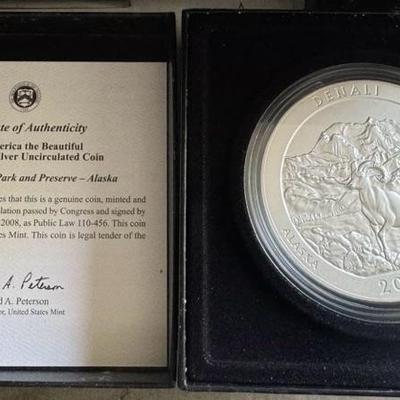 te of Authenticity
erica the Beautiful
lver Uncirculated Coin
Park and Preserve – Alaska
es that this is a genuine coin, minted and
lation passed by Congress and signed by
2008, as Public Law 110-456. This coin
es Mint. This coin is legal tender of the
A. Peterson
d A. Peterson
or, United States Mint
DENALI
ALASKA
20